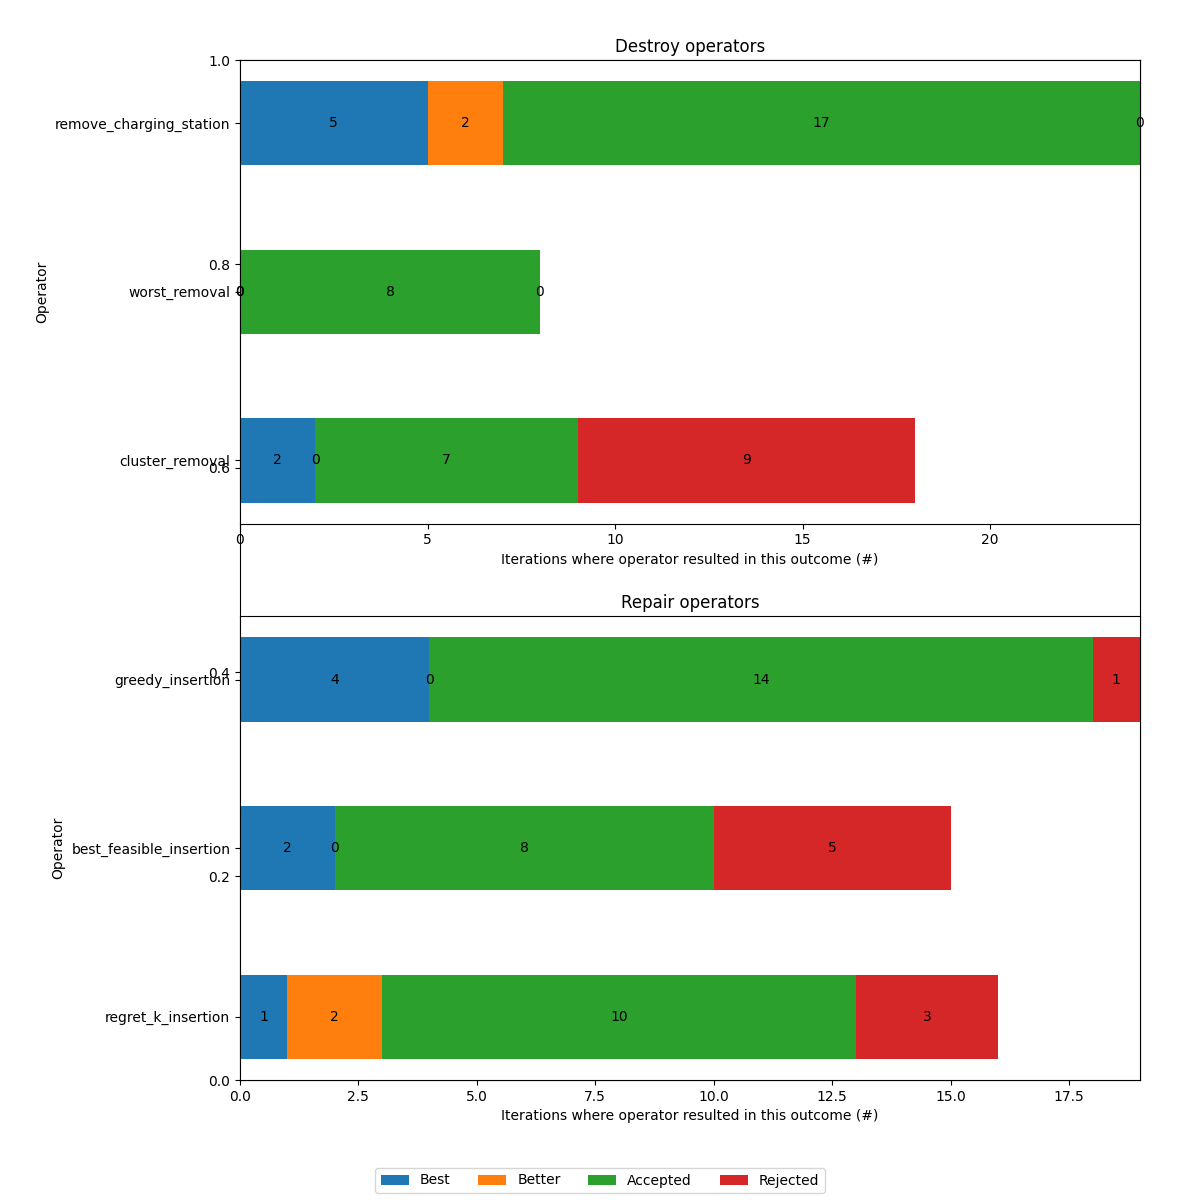 Destroy operators
1.0
remove_charging_station
5 2 17 0
0.8
worst_removal
0 8 0
Operator
cluster_removal
2 0 7 9
0.6
0 5 10 15 20
Iterations where operator resulted in this outcome (#)
Repair operators
0.4
greedy_insertion
4 0 14 1
best_feasible_insertion
2 0 8 5
Operator
0.2
regret_k_insertion
1 2 10 3
0.0
0.0 2.5 5.0 7.5 10.0 12.5 15.0 17.5
Iterations where operator resulted in this outcome (#)
Best Better Accepted Rejected